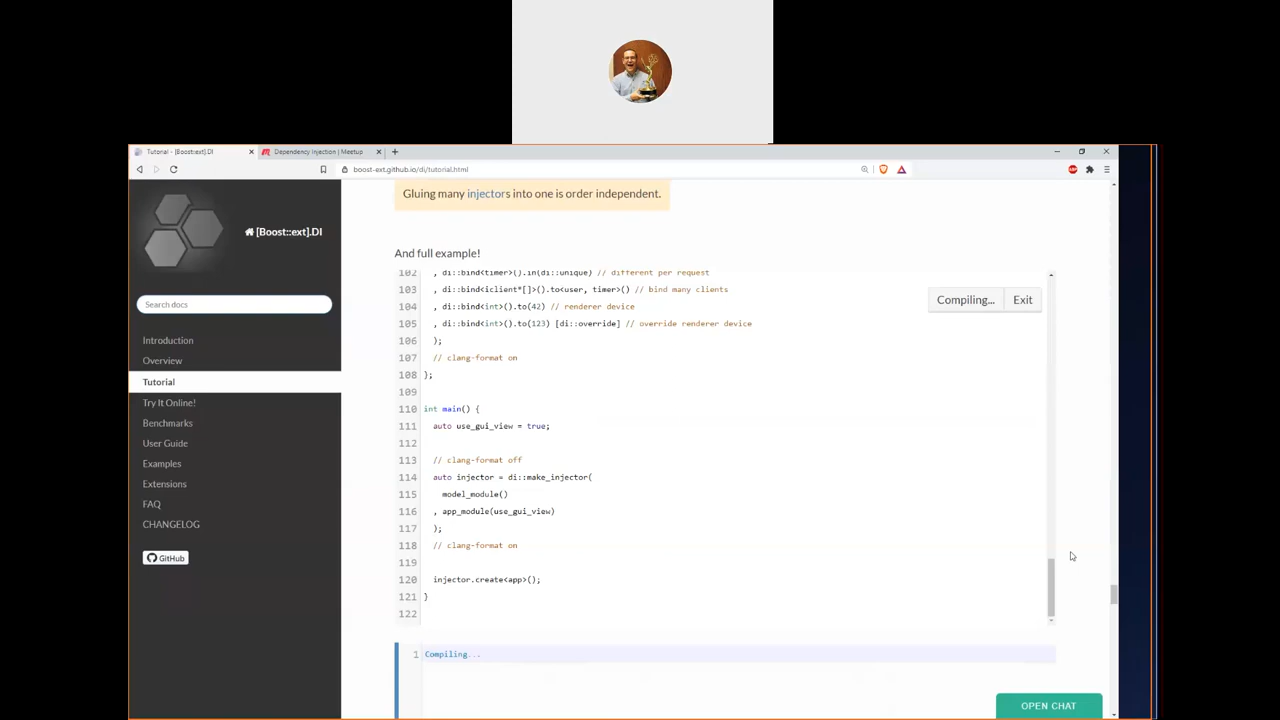 Tutorial - [Boost::ext].DI
Dependency Injection | Meetup
boost-ext.github.io/di/tutorial.html
[Boost::ext].DI
Search docs
Introduction
Overview
Tutorial
Try It Online!
Benchmarks
User Guide
Examples
Extensions
FAQ
CHANGELOG
GitHub
Gluing many injectors into one is order independent.
And full example!
102 , di::bind<timer>().in(di::unique) // different per request
103 , di::bind<iclient*[]>().to<user, timer>() // bind many clients
104 , di::bind<int>().to(42) // renderer device
105 , di::bind<int>().to(123) [di::override] // override renderer device
106 );
107 // clang-format on
108 };
109
110 int main() {
111 auto use_gui_view = true;
112
113 // clang-format off
114 auto injector = di::make_injector(
115 model_module()
116 , app_module(use_gui_view)
117 );
118 // clang-format on
119
120 injector.create<app>();
121 }
122
Compiling...
Exit
1 Compiling...
OPEN CHAT